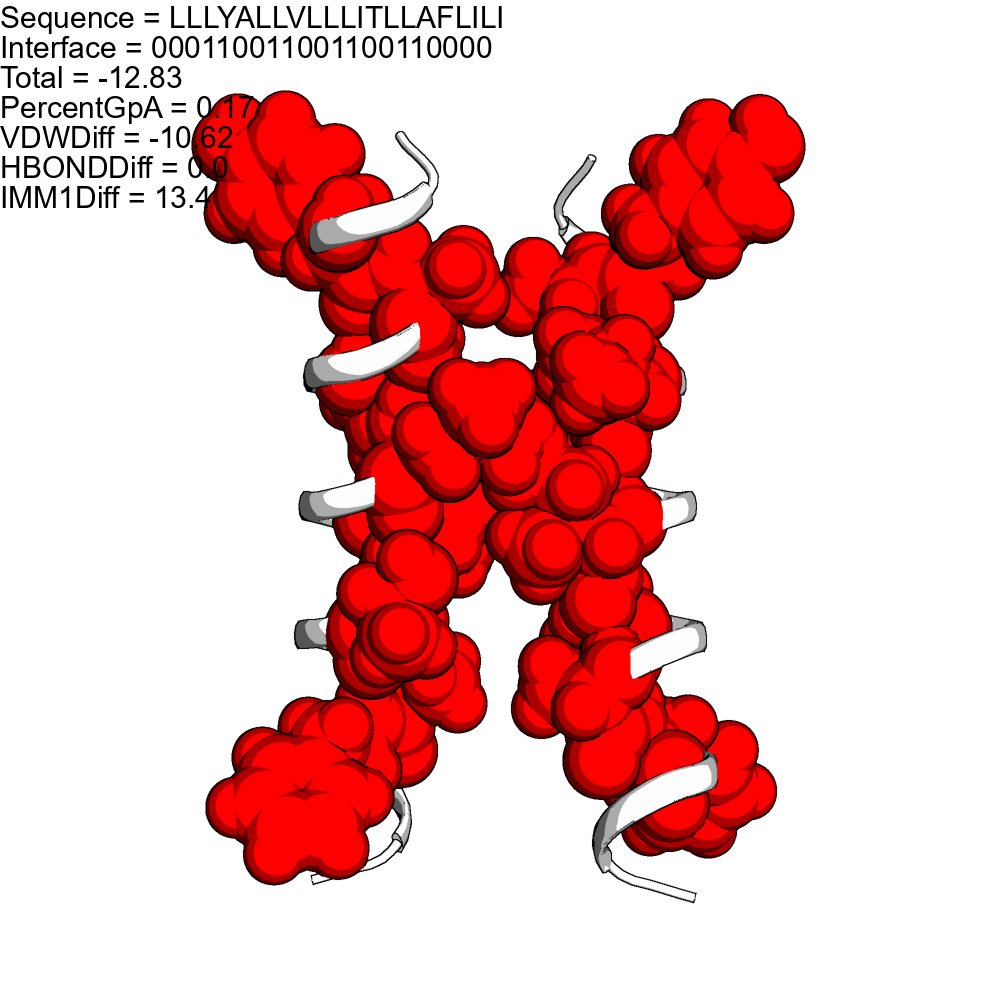 Sequence = LLLYALLVLLLITLLAFLILI
Interface = 000110011001100110000
Total = -12.83
PercentGpA = 0.17
VDWDiff = -10.62
HBONDDiff = 0.0
IMM1Diff = 13.4